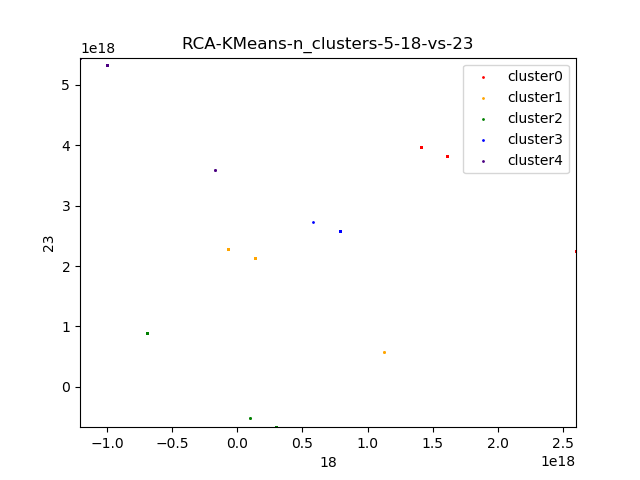 RCA-KMeans-n_clusters-5-18-vs-23
1e18
cluster0
cluster1
cluster2
cluster3
cluster4
5
4
3
2
1
0
23
−1.0 −0.5 0.0 0.5 1.0 1.5 2.0 2.5
18
1e18